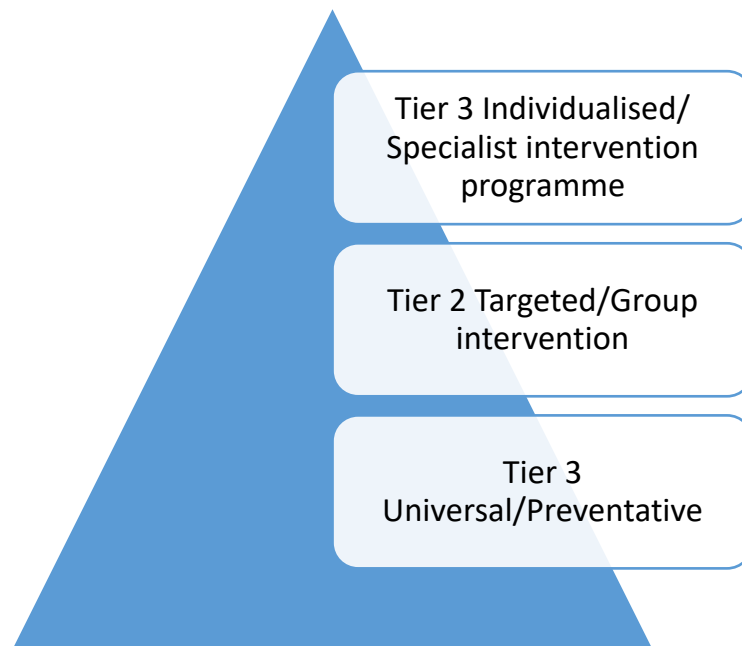 Tier 3 Individualised/
Specialist intervention
programme
Tier 2 Targeted/Group
intervention
Tier 3
Universal/Preventative